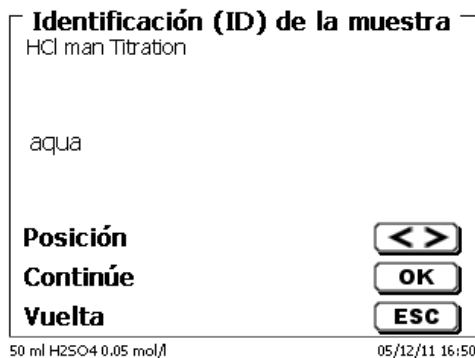 Identificación (ID) de la muestra
HCl man Titration
aqua
Posición < >
Continúe OK
Vuelta ESC
50 ml H2SO4 0.05 mol/l 05/12/11 16:50